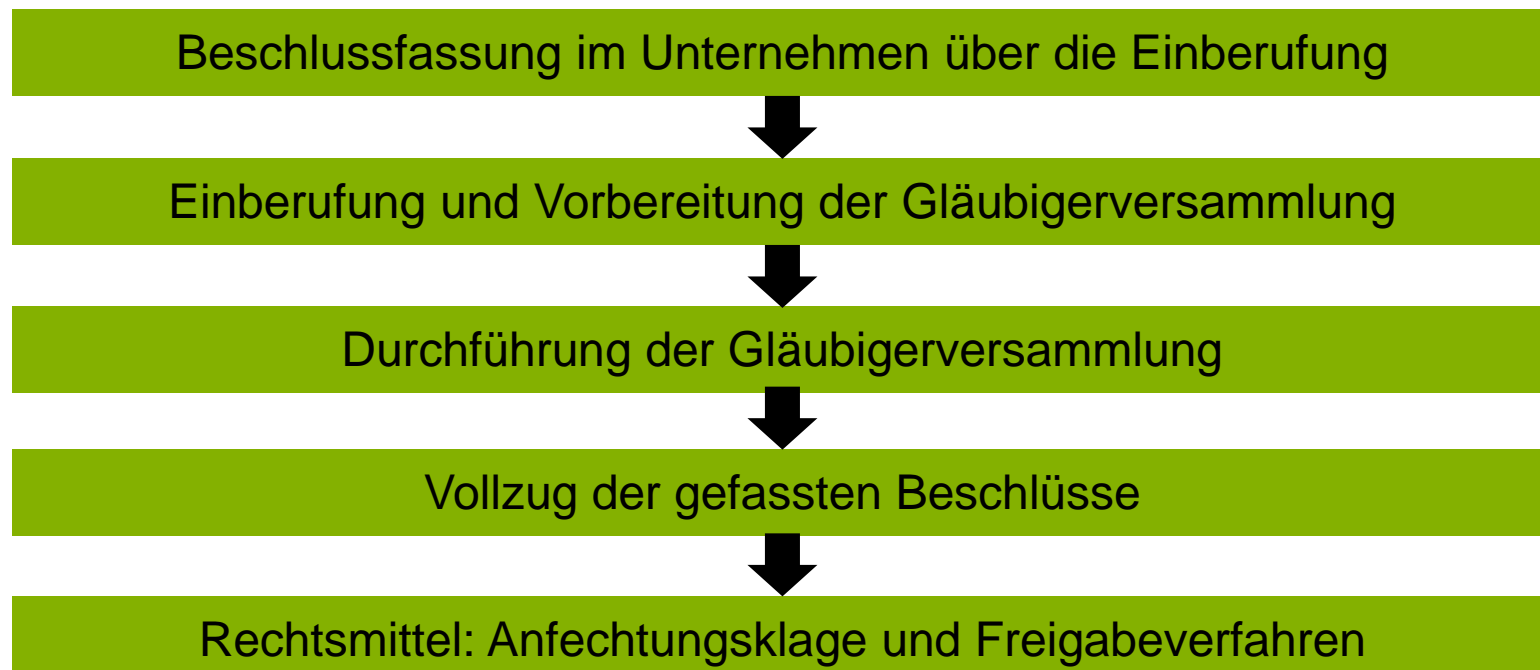 Beschlussfassung im Unternehmen über die Einberufung
Einberufung und Vorbereitung der Gläubigerversammlung
Durchführung der Gläubigerversammlung
Vollzug der gefassten Beschlüsse
Rechtsmittel: Anfechtungsklage und Freigabeverfahren